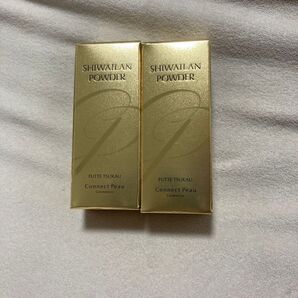 SHIWAILAN
POWDER
FUTTE TSUKAU
Connect Peau
SHIWAILAN
POWDER
FUTTE TSUKAU
Connect Peau